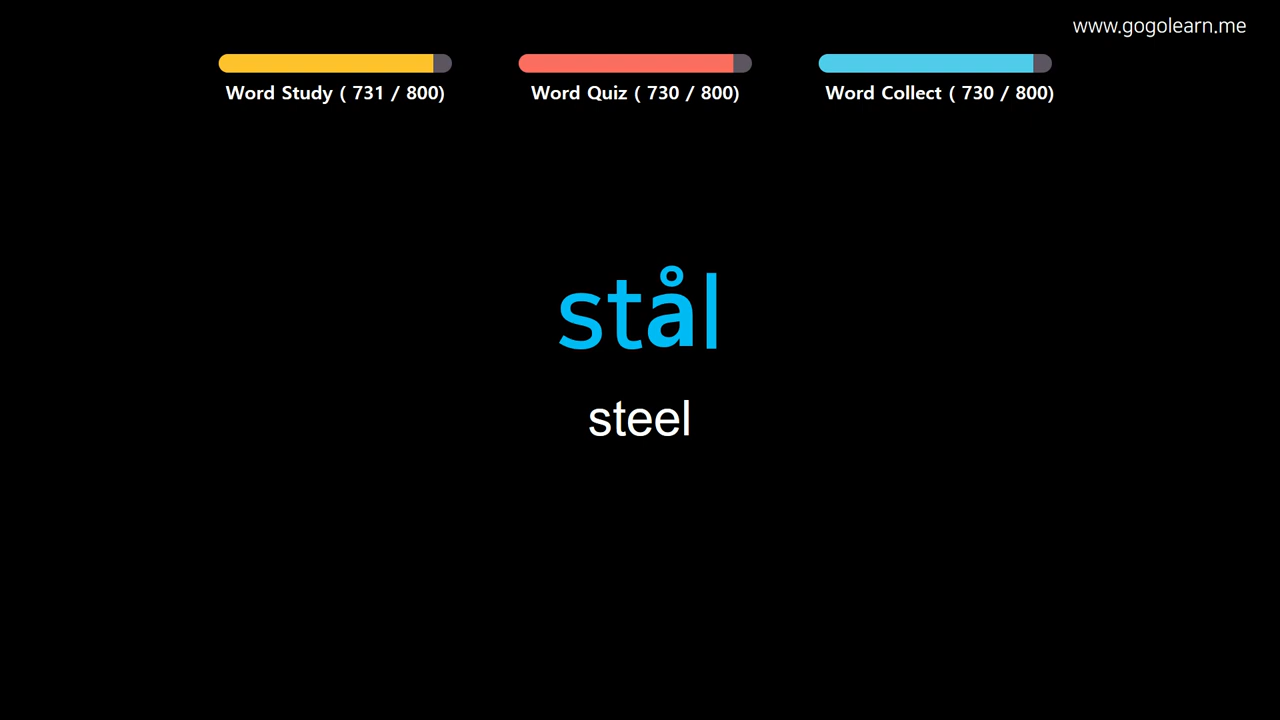 www.gogolearn.me
Word Study ( 731 / 800)
Word Quiz ( 730 / 800)
Word Collect ( 730 / 800)
stål
steel